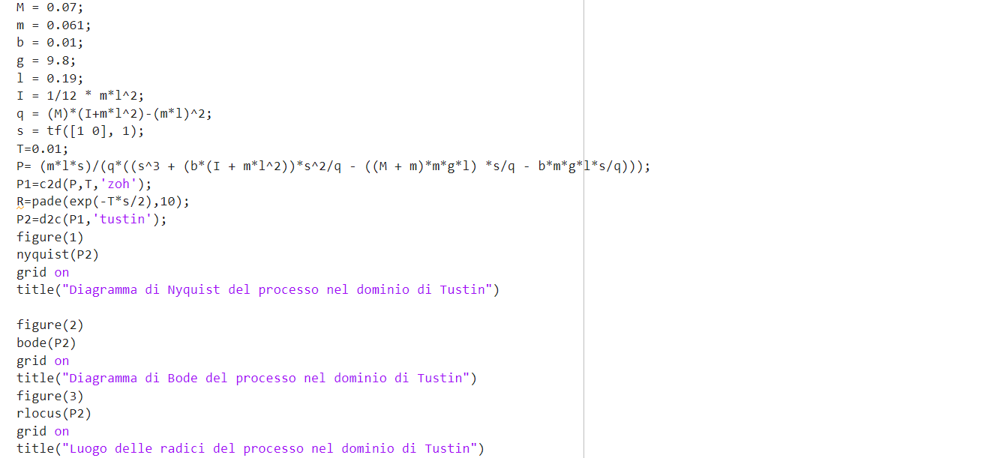 M = 0.07;
m = 0.061;
b = 0.01;
g = 9.8;
l = 0.19;
I = 1/12 * m*l^2;
q = (M)*(I+m*l^2)-(m*l)^2;
s = tf([1 0], 1);
T=0.01;
P= (m*l*s)/(q*((s^3 + (b*(I + m*l^2))*s^2/q - ((M + m)*m*g*l) *s/q - b*m*g*l*s/q)));
P1=c2d(P,T,'zoh');
R=pade(exp(-T*s/2),10);
P2=d2c(P1,'tustin');
figure(1)
nyquist(P2)
grid on
title("Diagramma di Nyquist del processo nel dominio di Tustin")
figure(2)
bode(P2)
grid on
title("Diagramma di Bode del processo nel dominio di Tustin")
figure(3)
rlocus(P2)
grid on
title("Luogo delle radici del processo nel dominio di Tustin")